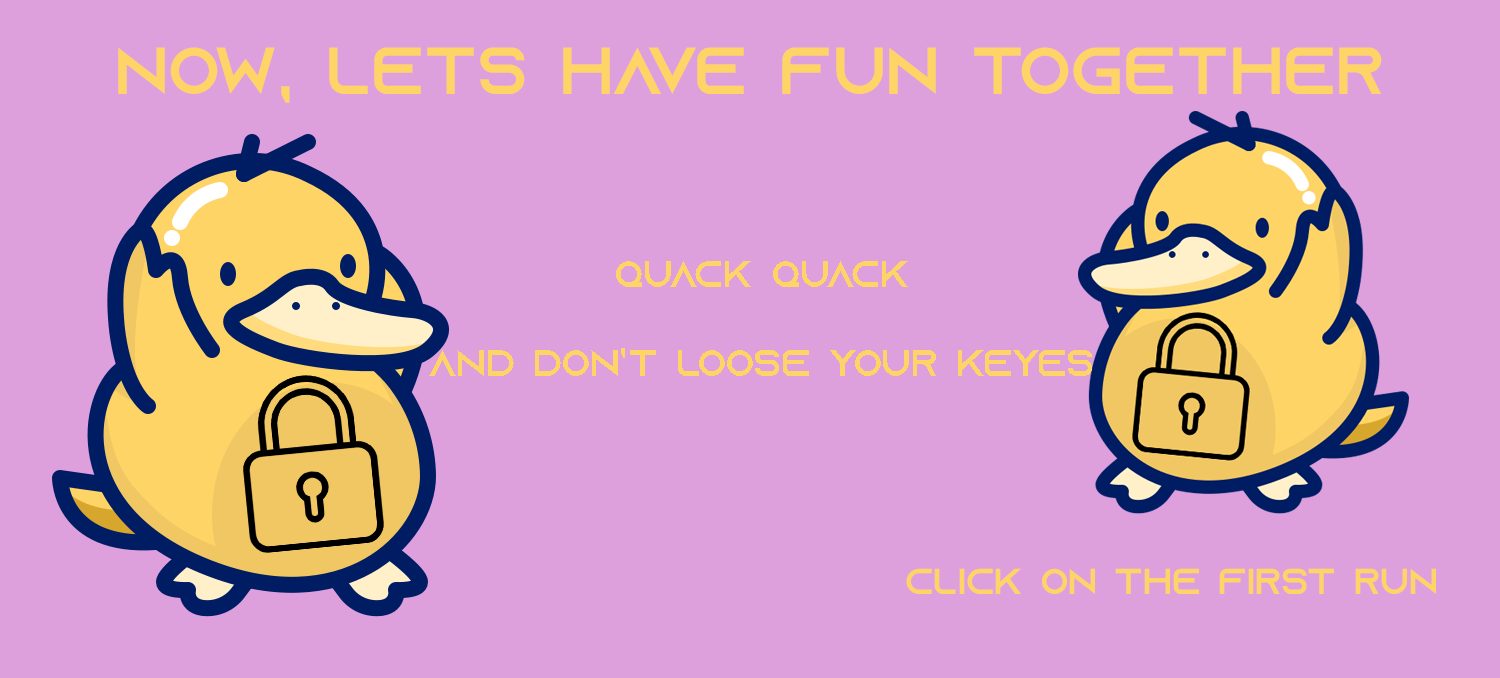 NOW, LETS HAVE FUN TOGETHER
QUACK QUACK
AND DON'T LOOSE YOUR KEYES
CLICK ON THE FIRST RUN